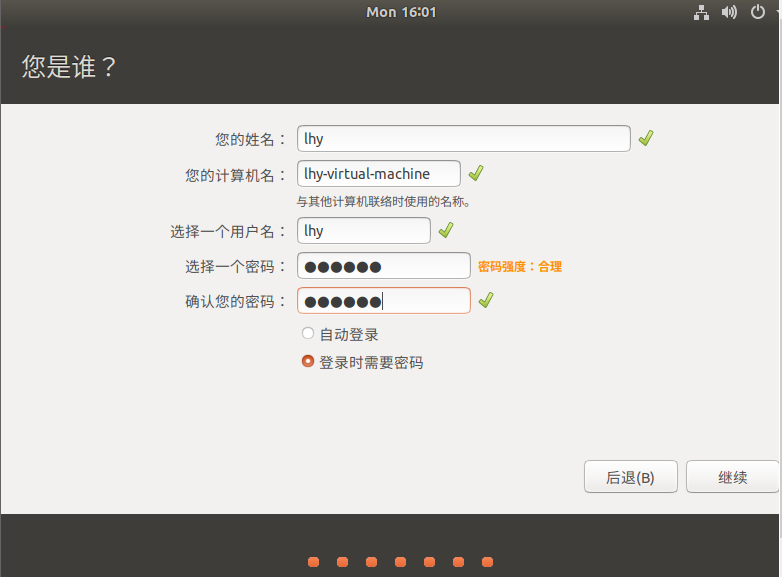 Mon 16:01
您是谁？
您的姓名： lhy
您的计算机名： lhy-virtual-machine
与其他计算机联络时使用的名称。
选择一个用户名： lhy
选择一个密码： ●●●●●● 密码强度：合理
确认您的密码： ●●●●●●
自动登录
登录时需要密码
后退(B) 继续